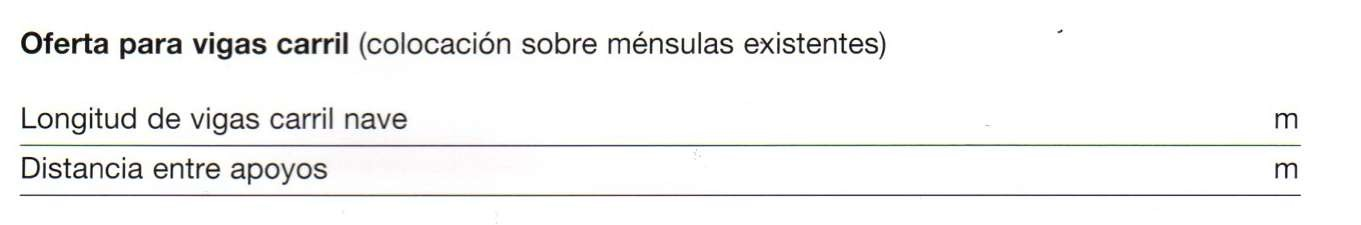 Oferta para vigas carril (colocación sobre ménsulas existentes)
Longitud de vigas carril nave m
Distancia entre apoyos m